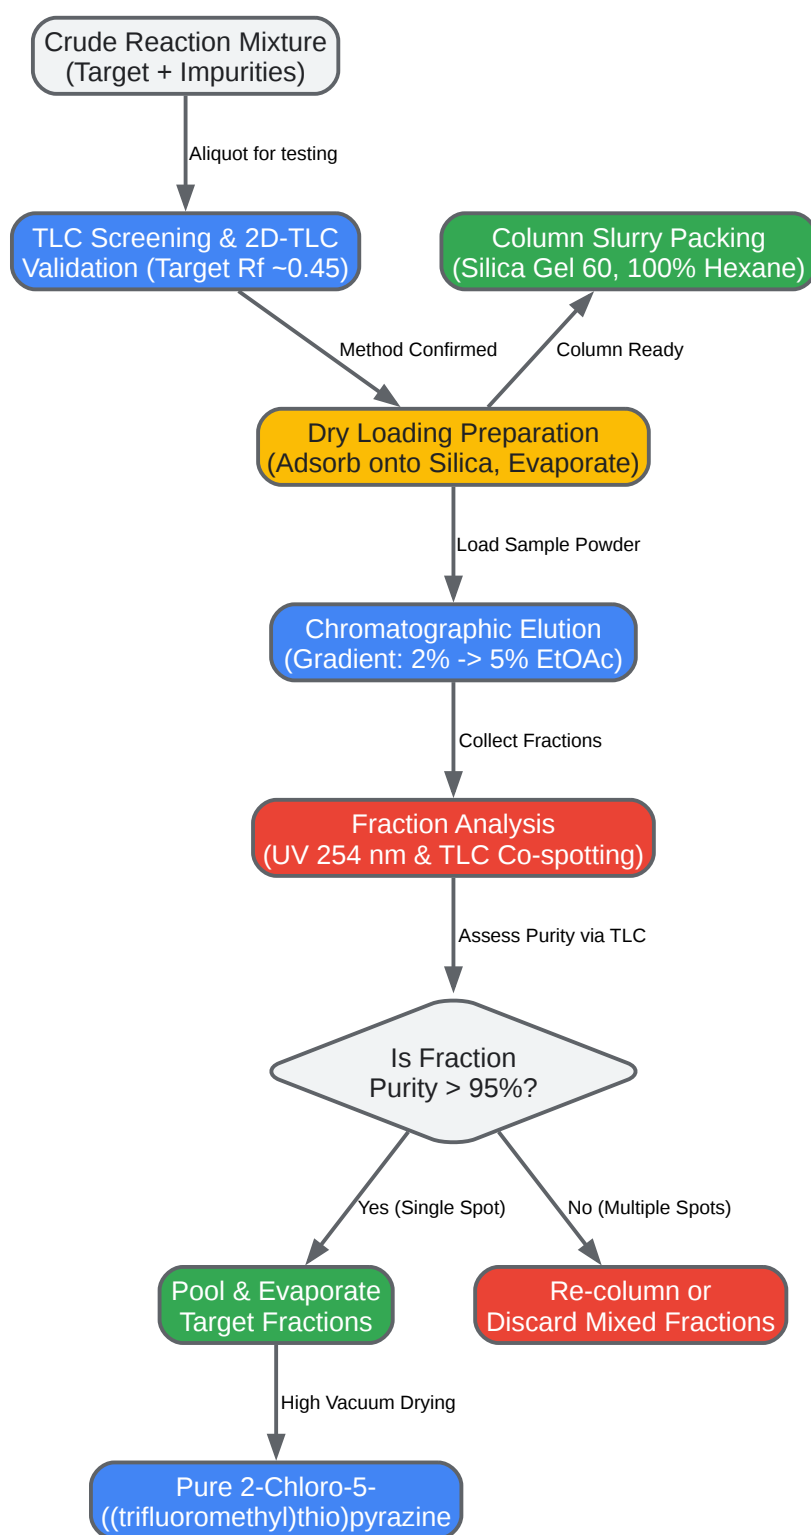 Crude Reaction Mixture
(Target + Impurities)
Aliquot for testing
TLC Screening & 2D-TLC
Validation (Target Rf ~0.45)
Column Slurry Packing
(Silica Gel 60, 100% Hexane)
Method Confirmed
Column Ready
Dry Loading Preparation
(Adsorb onto Silica, Evaporate)
Load Sample Powder
Chromatographic Elution
(Gradient: 2% -> 5% EtOAc)
Collect Fractions
Fraction Analysis
(UV 254 nm & TLC Co-spotting)
Assess Purity via TLC
Is Fraction
Purity > 95%?
Yes (Single Spot)
No (Multiple Spots)
Pool & Evaporate
Target Fractions
Re-column or
Discard Mixed Fractions
High Vacuum Drying
Pure 2-Chloro-5-
((trifluoromethyl)thio)pyrazine